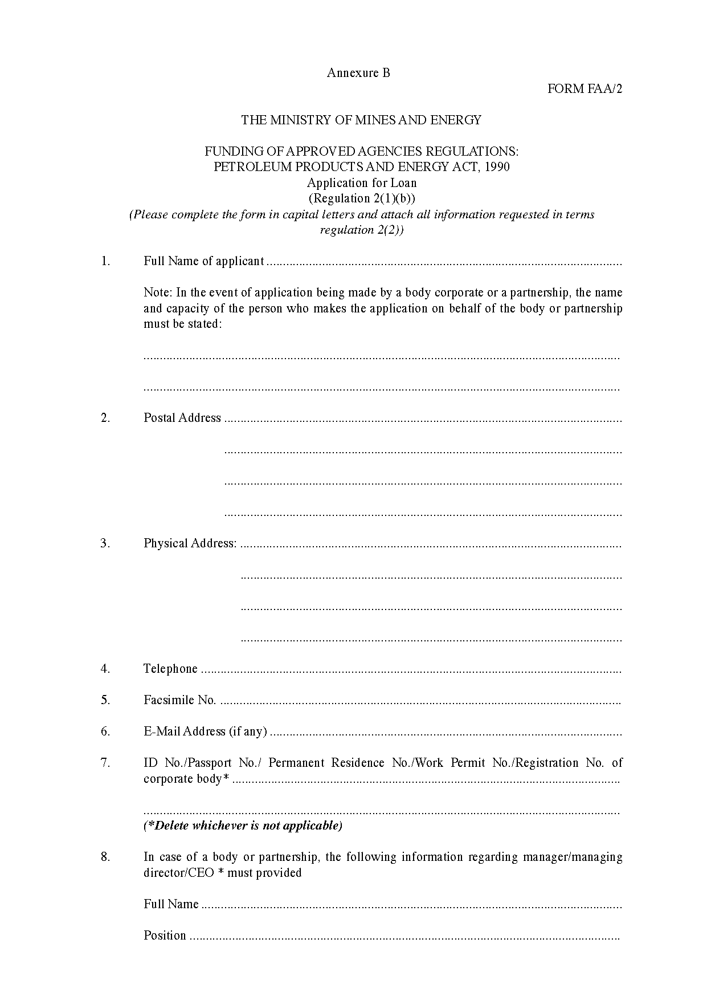 Annexure B
FORM FAA/2
THE MINISTRY OF MINES AND ENERGY
FUNDING OF APPROVED AGENCIES REGULATIONS:
PETROLEUM PRODUCTS AND ENERGY ACT, 1990
Application for Loan
(Regulation 2(1)(b))
(Please complete the form in capital letters and attach all information requested in terms
regulation 2(2))
1. Full Name of applicant ............................................................................................................
Note: In the event of application being made by a body corporate or a partnership, the name
and capacity of the person who makes the application on behalf of the body or partnership
must be stated:
.................................................................................................................................................
.................................................................................................................................................
2. Postal Address .........................................................................................................................
.........................................................................................................................
.........................................................................................................................
.........................................................................................................................
3. Physical Address: ....................................................................................................................
....................................................................................................................
....................................................................................................................
....................................................................................................................
4. Telephone ................................................................................................................................
5. Facsimile No. ..........................................................................................................................
6. E-Mail Address (if any) ...........................................................................................................
7. ID No./Passport No./ Permanent Residence No./Work Permit No./Registration No. of
corporate body* ......................................................................................................................
.................................................................................................................................................
(*Delete whichever is not applicable)
8. In case of a body or partnership, the following information regarding manager/managing
director/CEO * must provided
Full Name ................................................................................................................................
Position ...................................................................................................................................